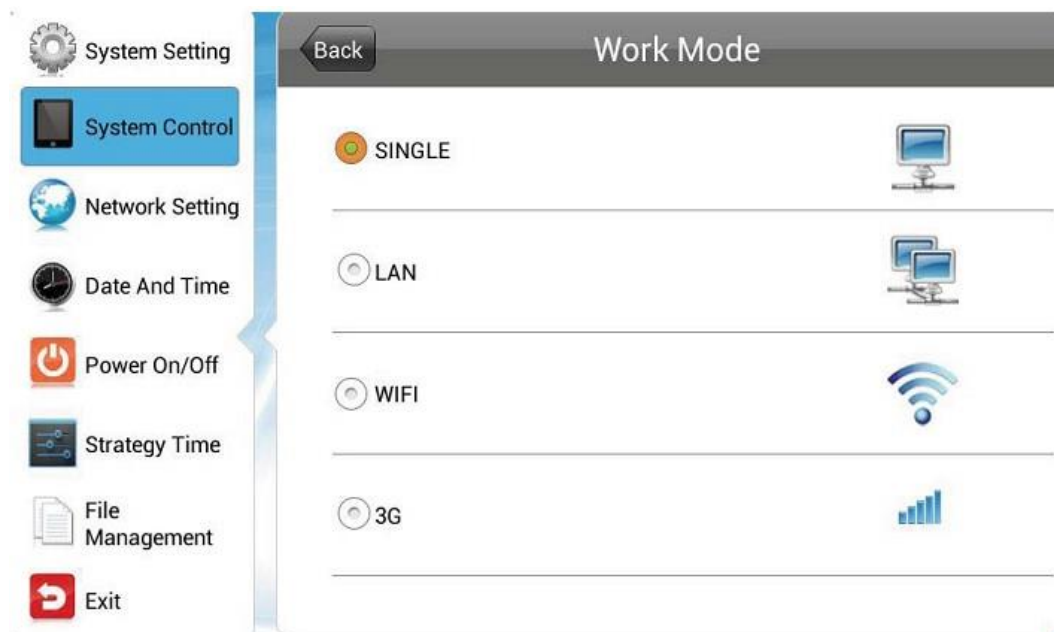 System Setting
System Control
Network Setting
Date And Time
Power On/Off
Strategy Time
File
Management
Exit
Back
Work Mode
SINGLE
LAN
WIFI
3G